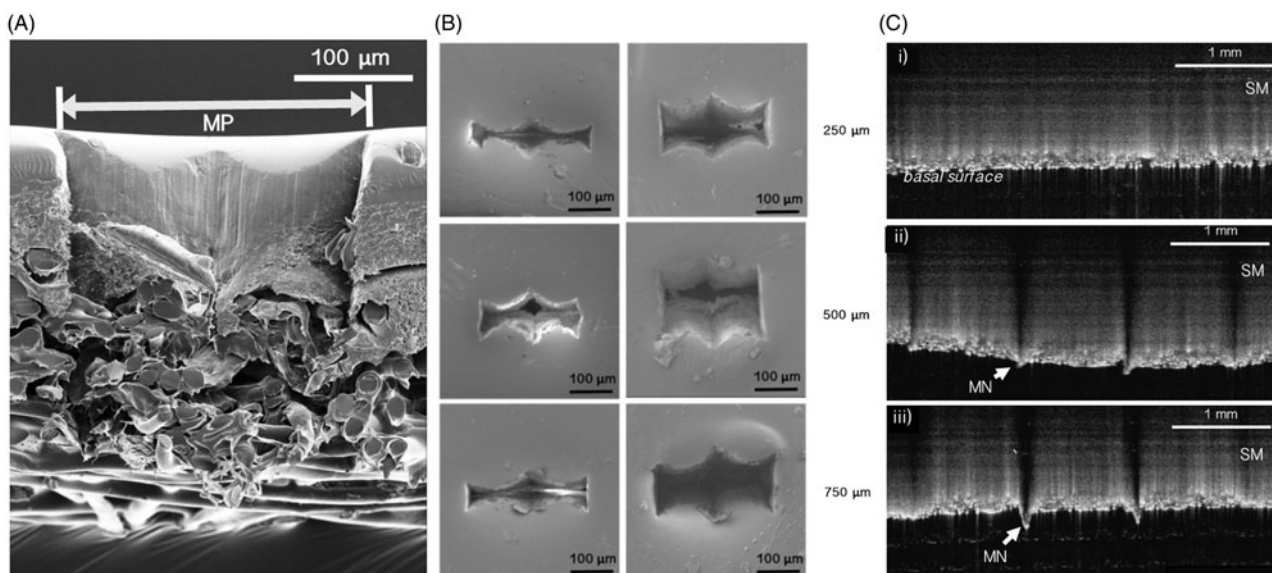 (A)
100 μm
MP
(B)
100 μm
100 μm
100 μm
100 μm
100 μm
100 μm
250 μm
500 μm
750 μm
(C)
i)
1 mm
SM
basal surface
ii)
1 mm
SM
MN
iii)
1 mm
SM
MN